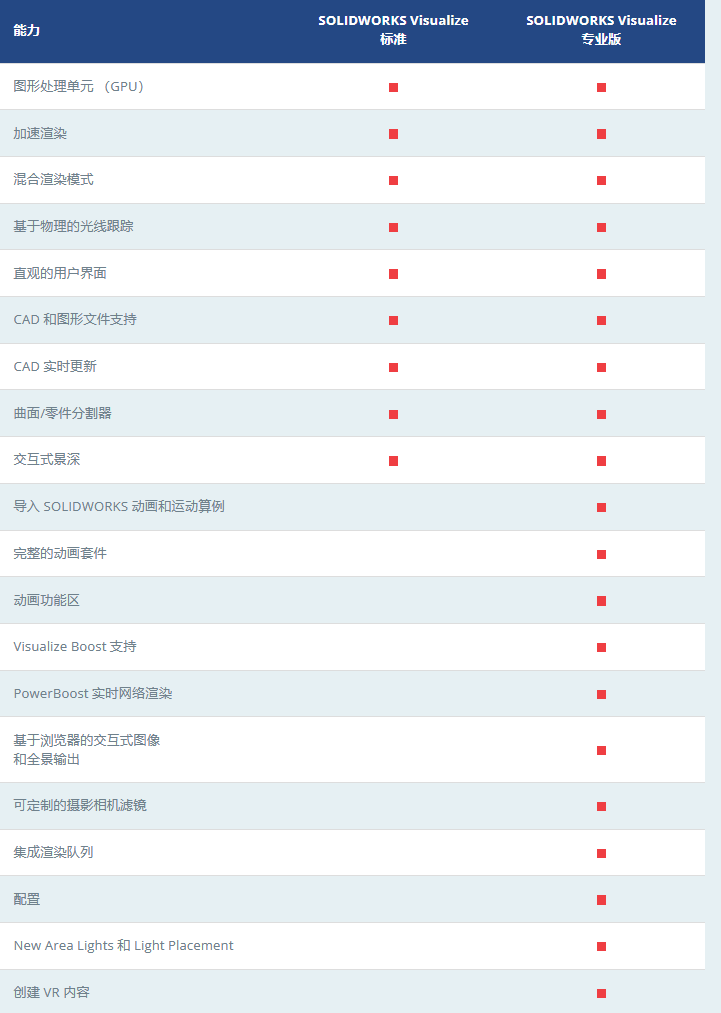 能力
SOLIDWORKS Visualize
标准
SOLIDWORKS Visualize
专业版
图形处理单元 （GPU）
加速渲染
混合渲染模式
基于物理的光线跟踪
直观的用户界面
CAD 和图形文件支持
CAD 实时更新
曲面/零件分割器
交互式景深
导入 SOLIDWORKS 动画和运动算例
完整的动画套件
动画功能区
Visualize Boost 支持
PowerBoost 实时网络渲染
基于浏览器的交互式图像
和全景输出
可定制的摄影相机滤镜
集成渲染队列
配置
New Area Lights 和 Light Placement
创建 VR 内容